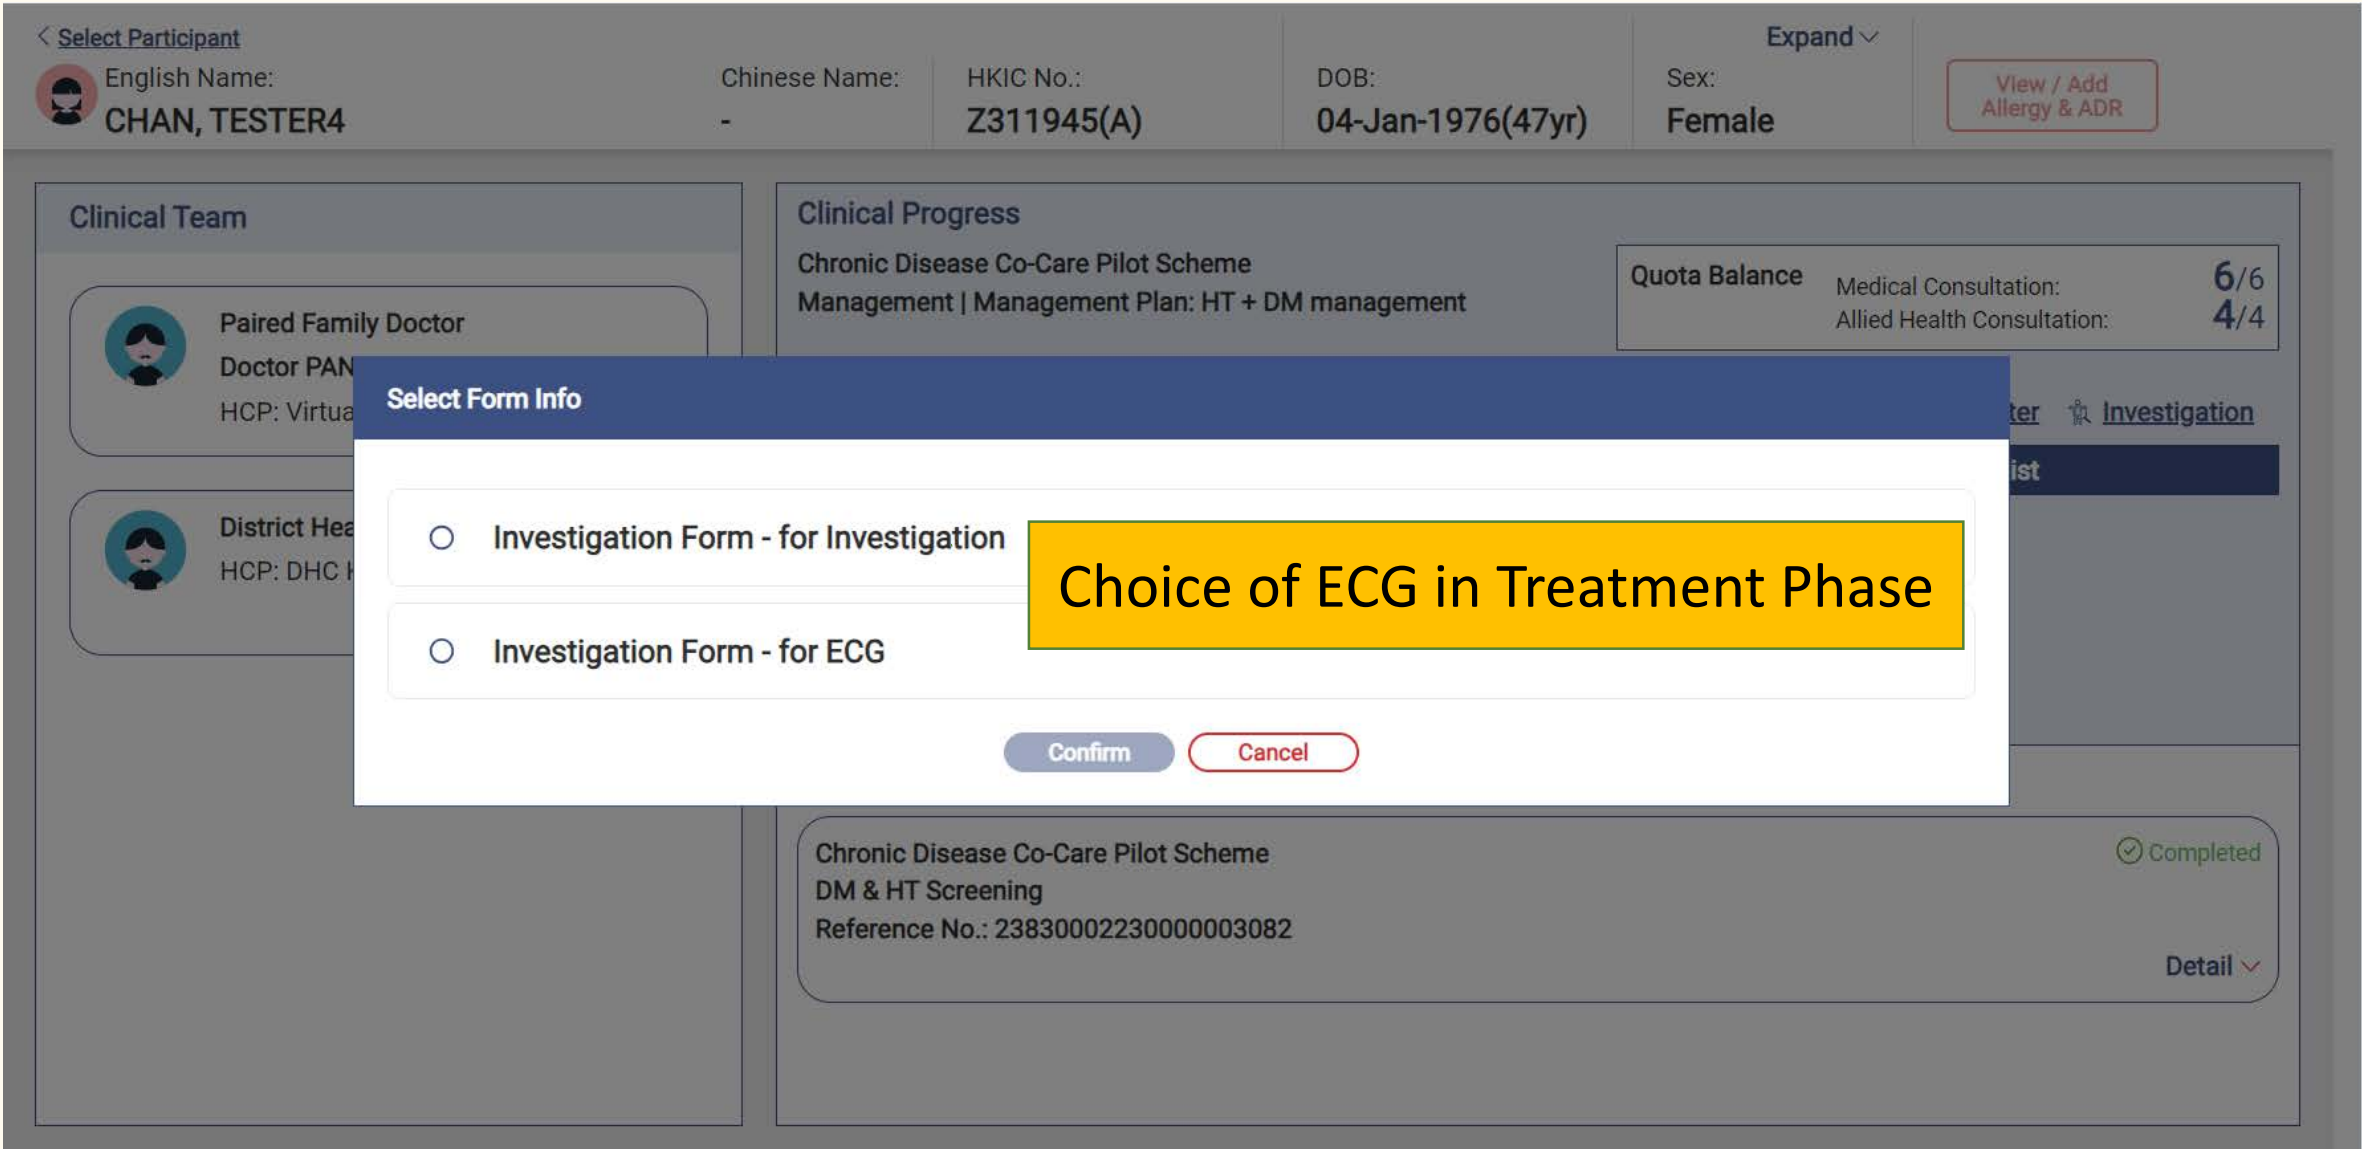 Select Participant
Expand
English Name:
CHAN, TESTER4
Chinese Name:
-
HKIC No.:
Z311945(A)
DOB:
04-Jan-1976(47yr)
Sex:
Female
View / Add
Allergy & ADR
Clinical Team
Paired Family Doctor
Doctor PAN
HCP: Virtua
District Hea
HCP: DHC
Clinical Progress
Chronic Disease Co-Care Pilot Scheme
Management | Management Plan: HT + DM management
Quota Balance
Medical Consultation: 6/6
Allied Health Consultation: 4/4
ter
Investigation
ist
Select Form Info
Investigation Form - for Investigation
Choice of ECG in Treatment Phase
Investigation Form - for ECG
Confirm
Cancel
Chronic Disease Co-Care Pilot Scheme
Completed
DM & HT Screening
Reference No.: 23830002230000003082
Detail